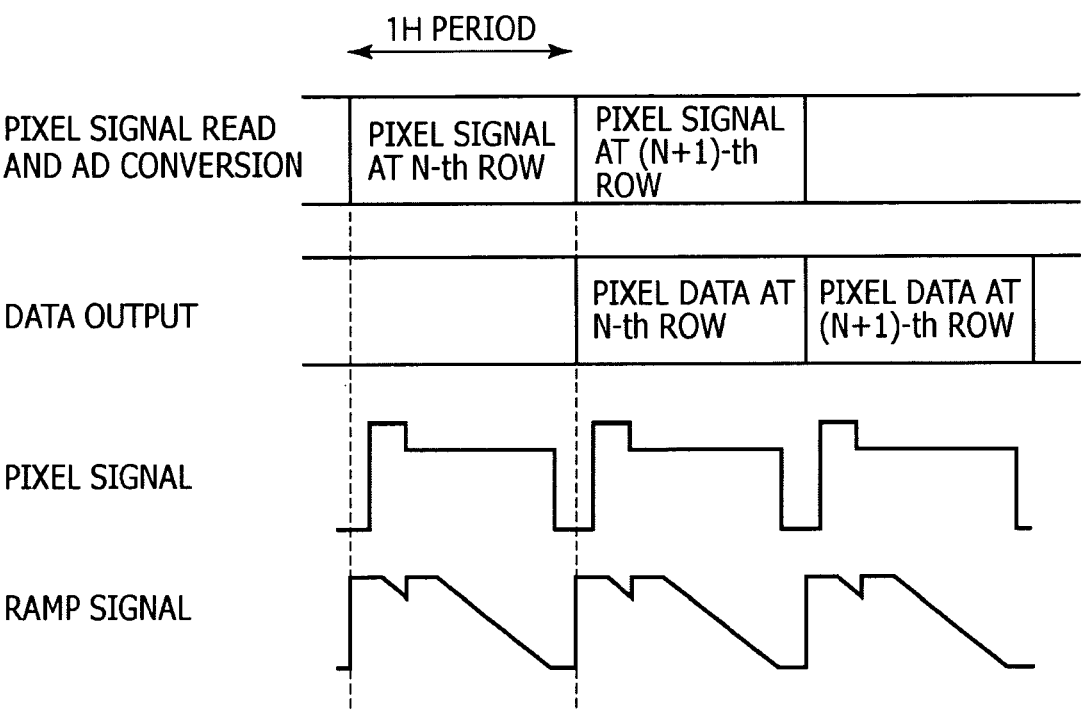 1H PERIOD
PIXEL SIGNAL READ
AND AD CONVERSION
PIXEL SIGNAL
AT N-th ROW
PIXEL SIGNAL
AT (N+1)-th
ROW
DATA OUTPUT
PIXEL DATA AT
N-th ROW
PIXEL DATA AT
(N+1)-th ROW
PIXEL SIGNAL
RAMP SIGNAL